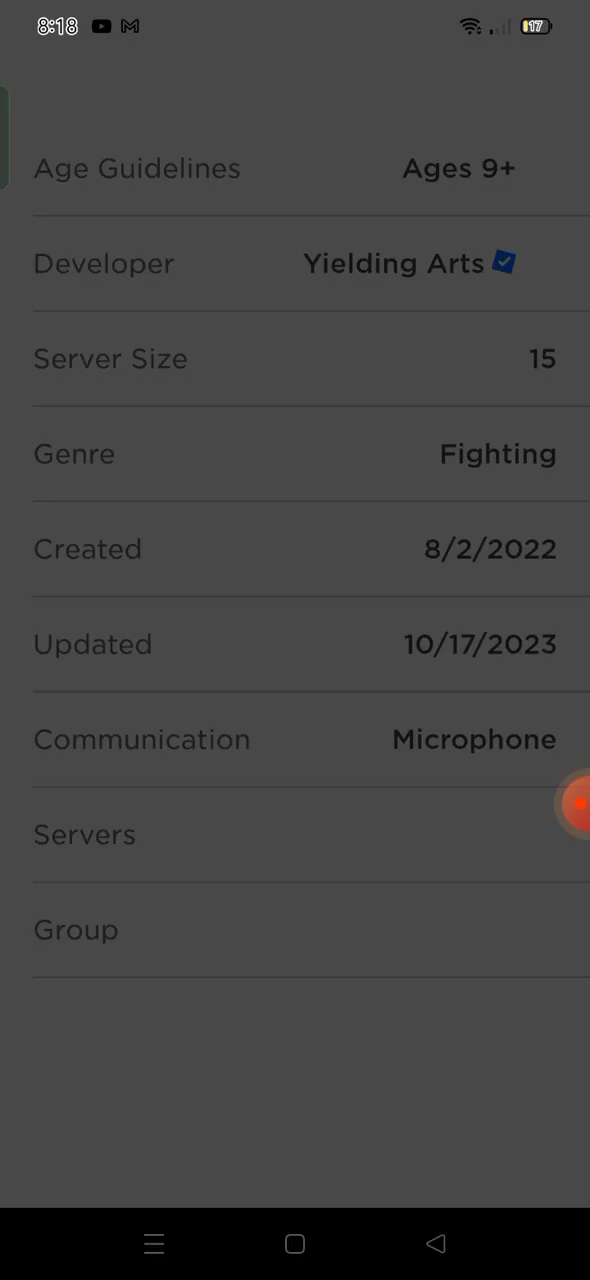 8:18
17
Age Guidelines Ages 9+
Developer Yielding Arts
Server Size 15
Genre Fighting
Created 8/2/2022
Updated 10/17/2023
Communication Microphone
Servers
Group